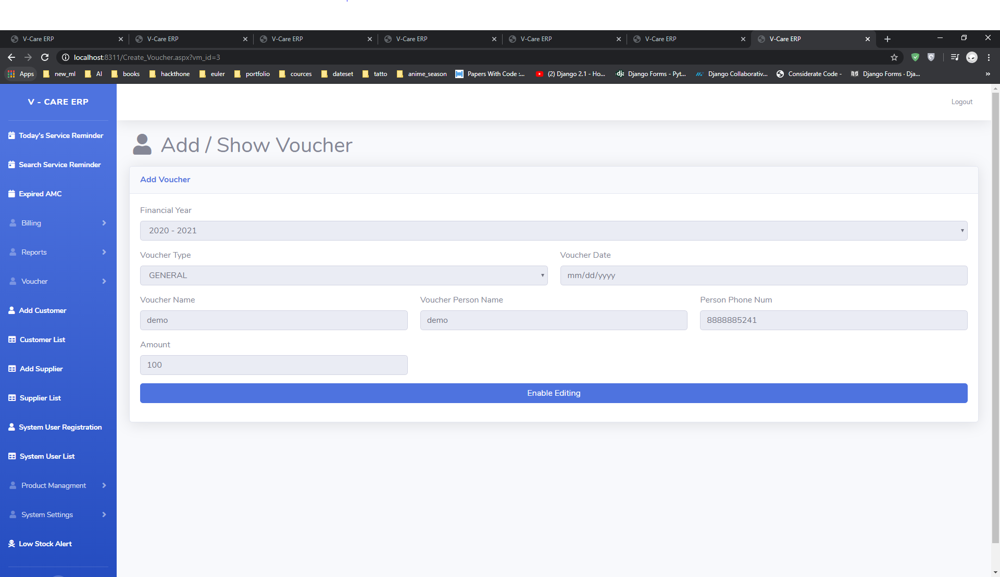 V-Care ERP V-Care ERP V-Care ERP V-Care ERP V-Care ERP V-Care ERP V-Care ERP
localhost:8311/Create_Voucher.aspx?vm_id=3
Apps new_ml AI books hackthone euler portfolio cources dateset tatto anime_season Papers With Code :... (2) Django 2.1 - Ho... Django Forms - Pyt... Django Collaborativ... Considerate Code - Django Forms · Dja... »
V - CARE ERP
Logout
Today's Service Reminder
Search Service Reminder
Expired AMC
Billing
Reports
Voucher
Add Customer
Customer List
Add Supplier
Supplier List
System User Registration
System User List
Product Managment
System Settings
Low Stock Alert
Add / Show Voucher
Add Voucher
Financial Year
2020 - 2021
Voucher Type Voucher Date
GENERAL mm/dd/yyyy
Voucher Name Voucher Person Name Person Phone Num
demo demo 8888885241
Amount
100
Enable Editing